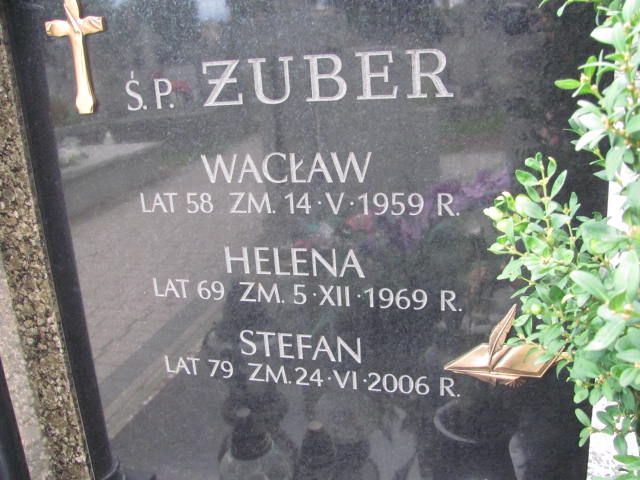 Ś.P. ŻUBER
WACŁAW
LAT 58 ZM. 14·V·1959 R.
HELENA
LAT 69 ZM. 5·XII·1969 R.
STEFAN
LAT 79 ZM. 24·VI·2006 R.